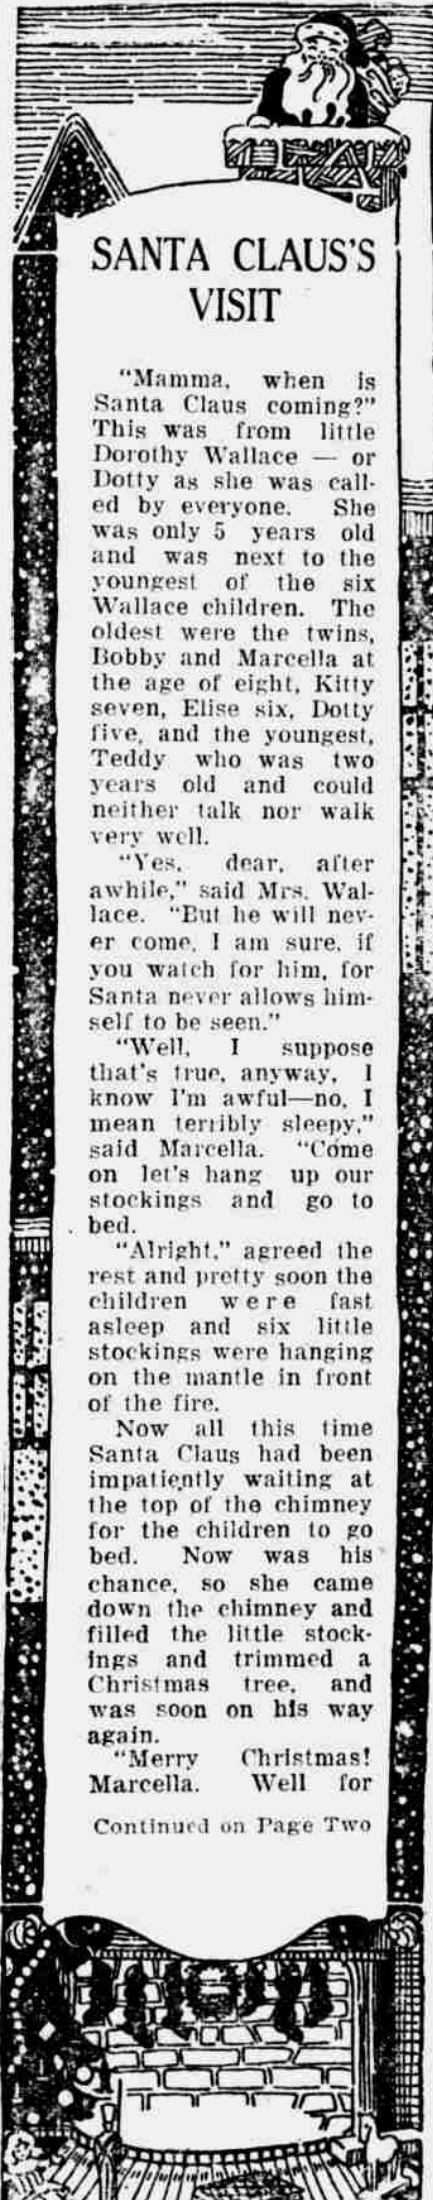 SANTA CLAUS'S
VISIT
"Mamma, when is
Santa Claus coming?"
This was from little
Dorothy Wallace — or
Dotty as she was call-
ed by everyone. She
was only 5 years old
and was next to the
youngest of the six
Wallace children. The
oldest were the twins,
Bobby and Marcella at
the age of eight, Kitty
seven, Elise six, Dotty
five, and the youngest,
Teddy who was two
years old and could
neither talk nor walk
very well.
"Yes, dear, after
awhile," said Mrs. Wal-
lace. "But he will nev-
er come, I am sure, if
you watch for him, for
Santa never allows him-
self to be seen."
"Well, I suppose
that's true, anyway, I
know I'm awful—no, I
mean terribly sleepy,"
said Marcella. "Come
on let's hang up our
stockings and go to
bed.
"Alright," agreed the
rest and pretty soon the
children were fast
asleep and six little
stockings were hanging
on the mantle in front
of the fire.
Now all this time
Santa Claus had been
impatiently waiting at
the top of the chimney
for the children to go
bed. Now was his
chance, so she came
down the chimney and
filled the little stock-
ings and trimmed a
Christmas tree, and
was soon on his way
again.
"Merry Christmas!
Marcella. Well for
Continued on Page Two